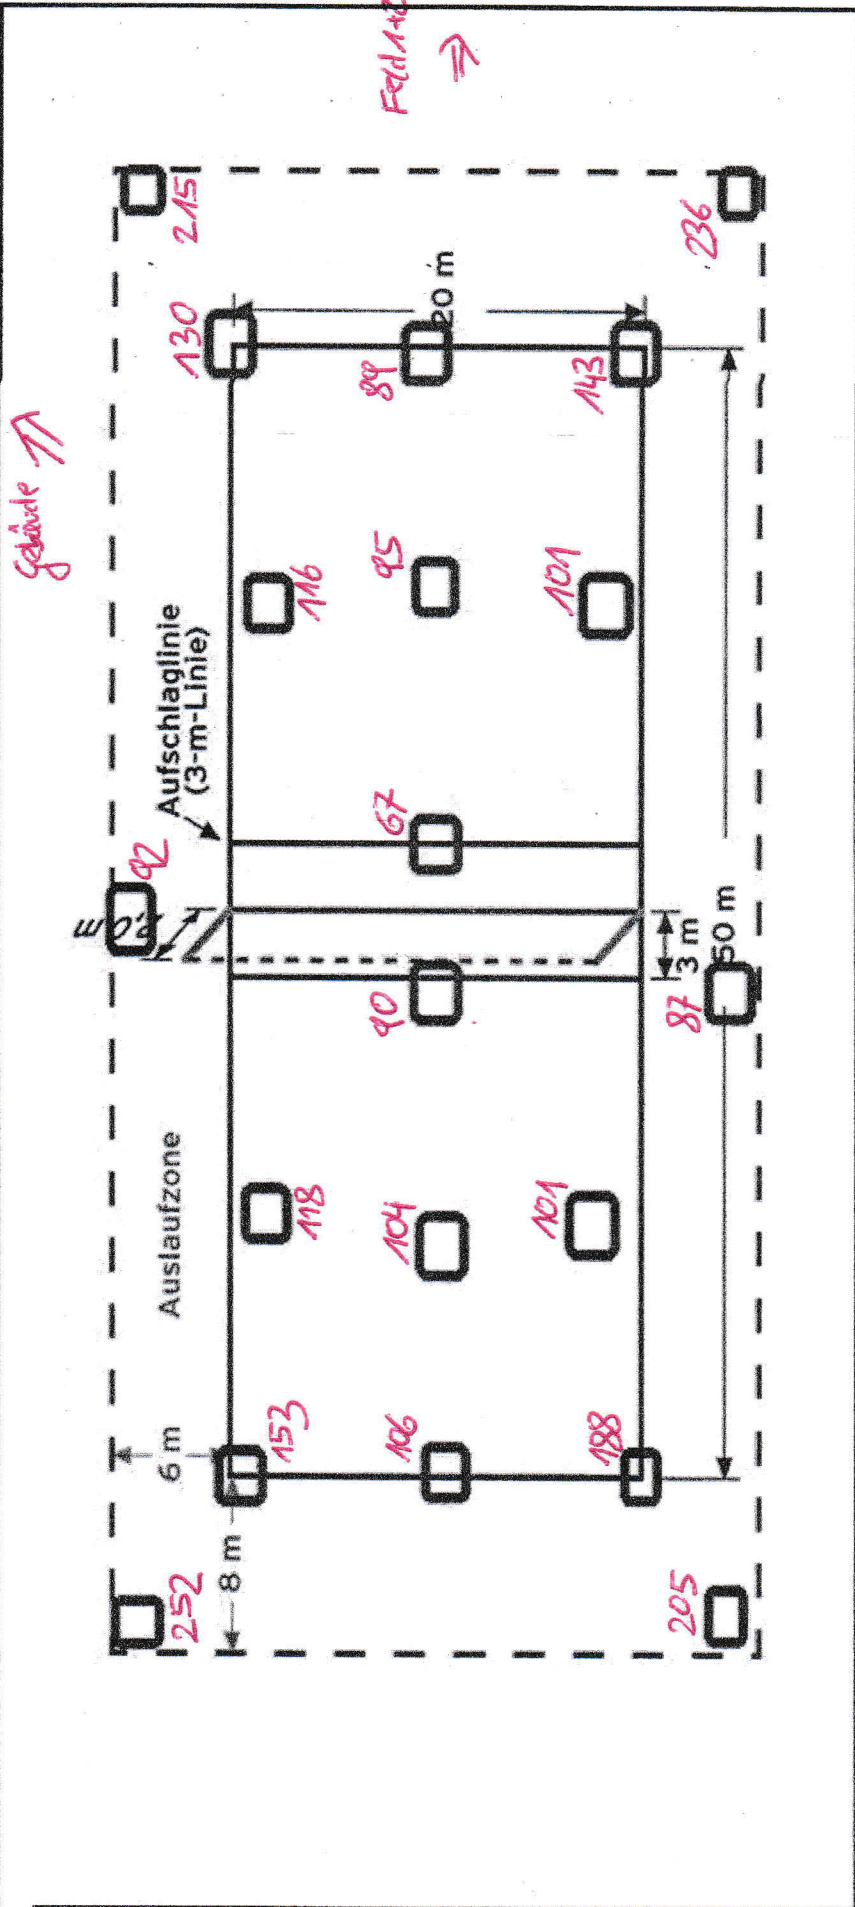 Feld 1+2
⇒
Gebäude ⇒
215
236
130
20 m
89
143
116
95
101
Aufschlaglinie
(3-m-Linie)
67
92
2,0 m
3 m
50 m
90
87
Auslaufzone
118
104
101
6 m
153
106
188
8 m
252
205